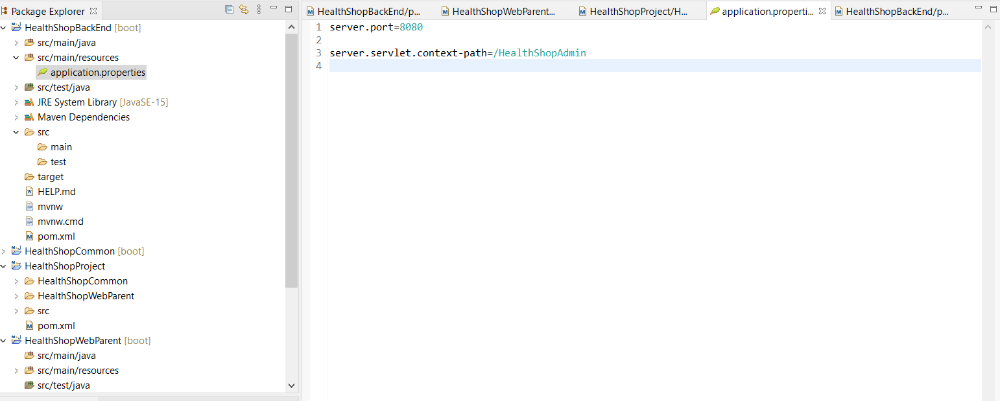 Package Explorer
HealthShopBackEnd [boot]
src/main/java
src/main/resources
application.properties
src/test/java
JRE System Library [JavaSE-15]
Maven Dependencies
src
main
test
target
HELP.md
mvnw
mvnw.cmd
pom.xml
HealthShopCommon [boot]
HealthShopProject
HealthShopCommon
HealthShopWebParent
src
pom.xml
HealthShopWebParent [boot]
src/main/java
src/main/resources
src/test/java
HealthShopBackEnd/p... HealthShopWebParent... HealthShopProject/H... application.properti... HealthShopBackEnd/p...
1 server.port=8080
2
3 server.servlet.context-path=/HealthShopAdmin
4